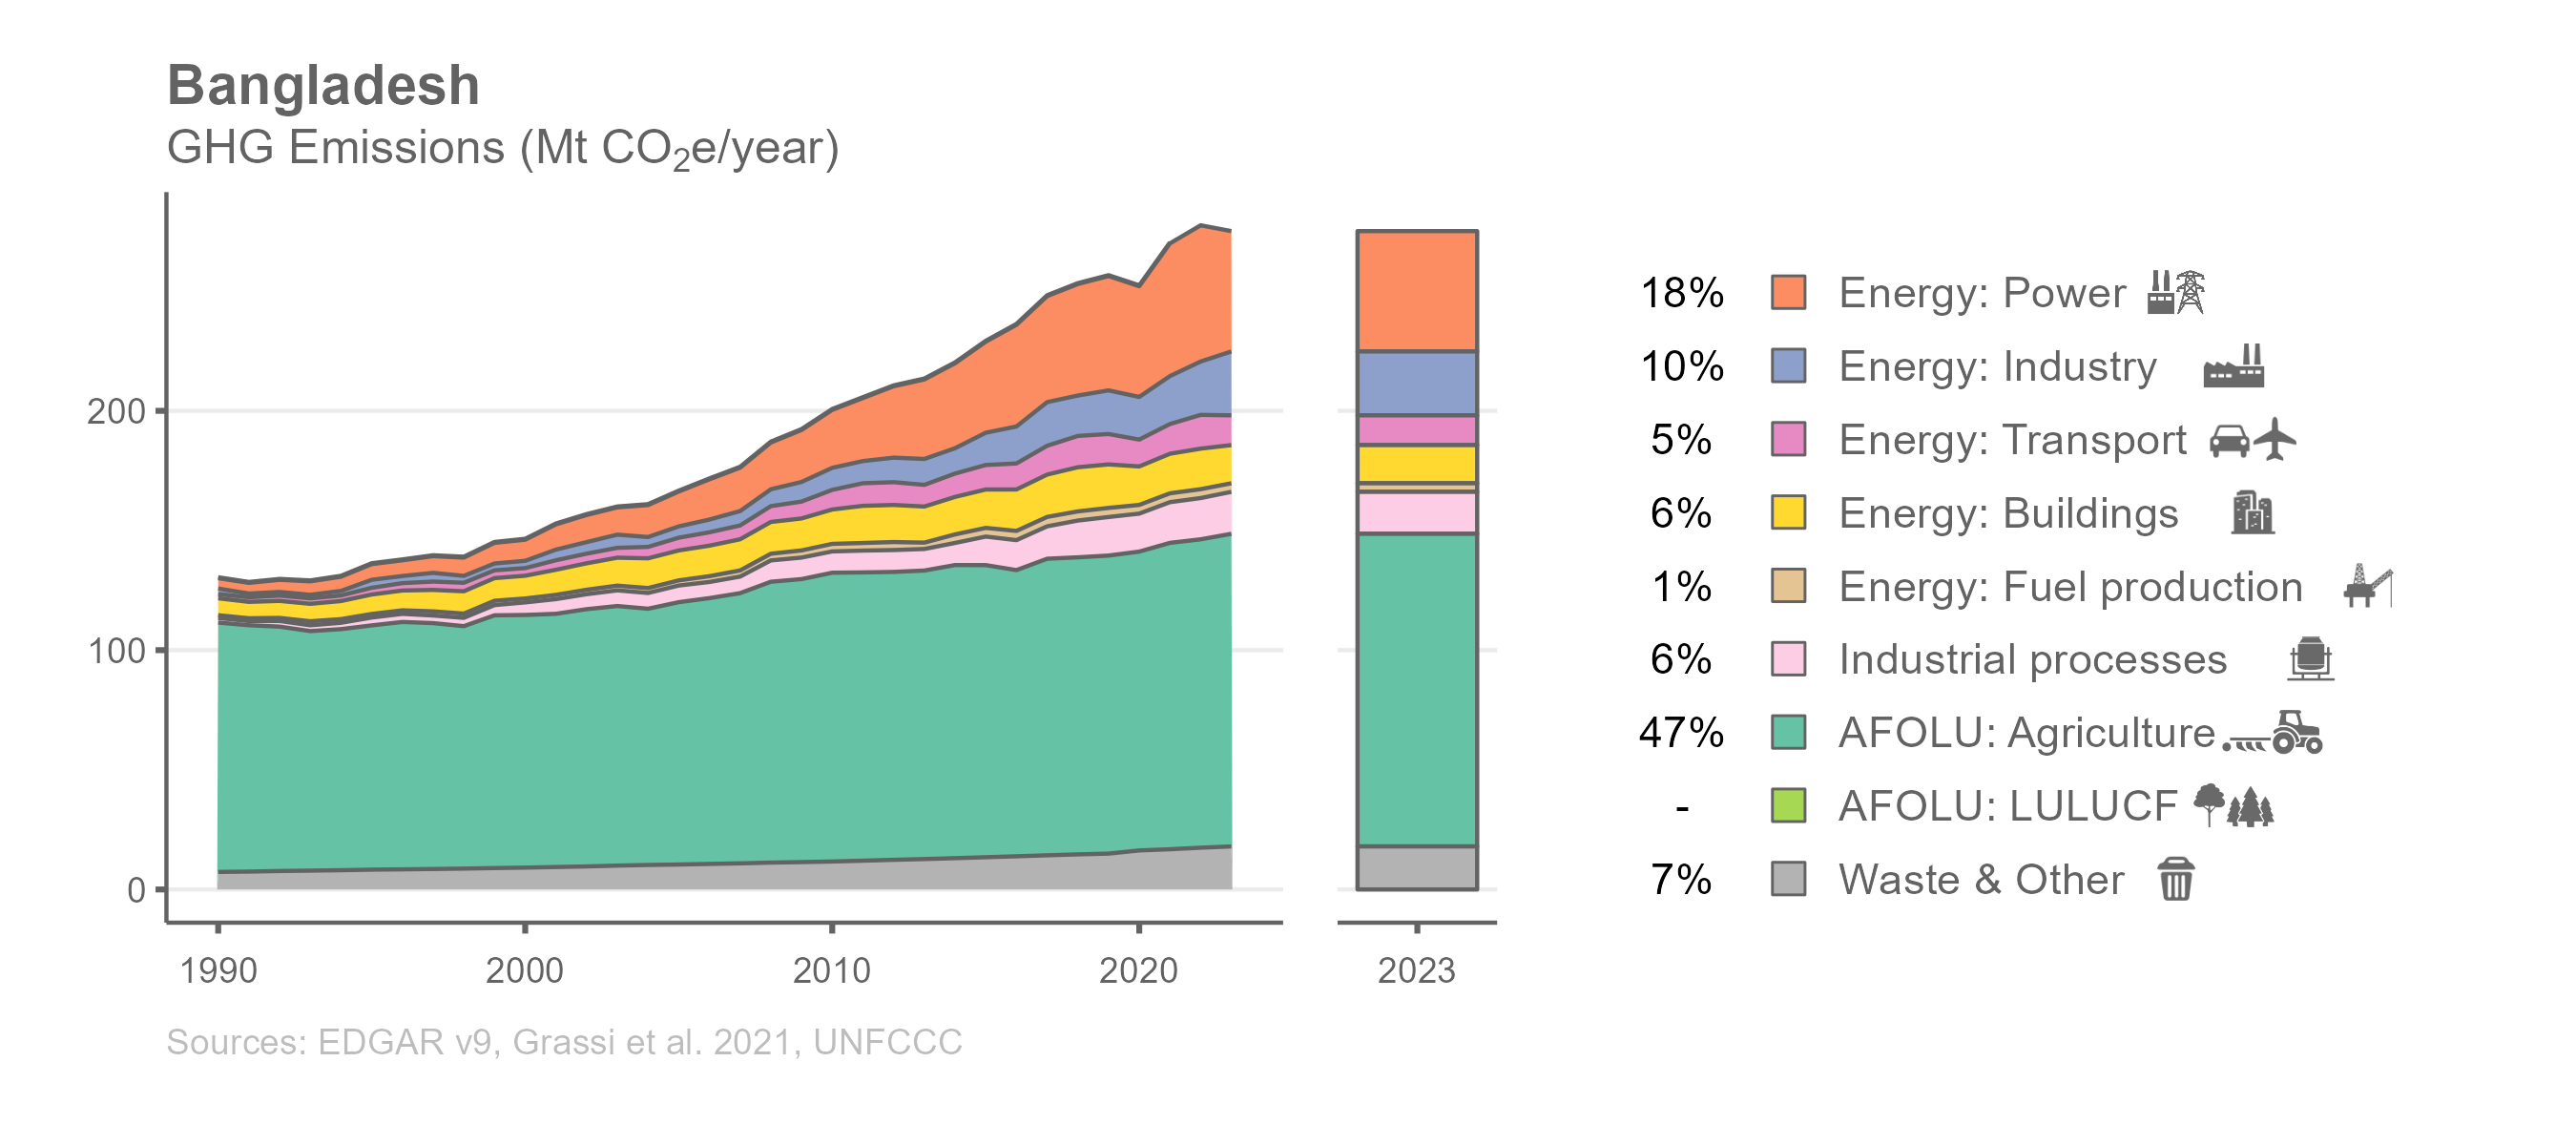 Bangladesh
GHG Emissions (Mt CO₂e/year)
200
100
0
1990 2000 2010 2020 2023
18% Energy: Power
10% Energy: Industry
5% Energy: Transport
6% Energy: Buildings
1% Energy: Fuel production
6% Industrial processes
47% AFOLU: Agriculture
- AFOLU: LULUCF
7% Waste & Other
Sources: EDGAR v9, Grassi et al. 2021, UNFCCC